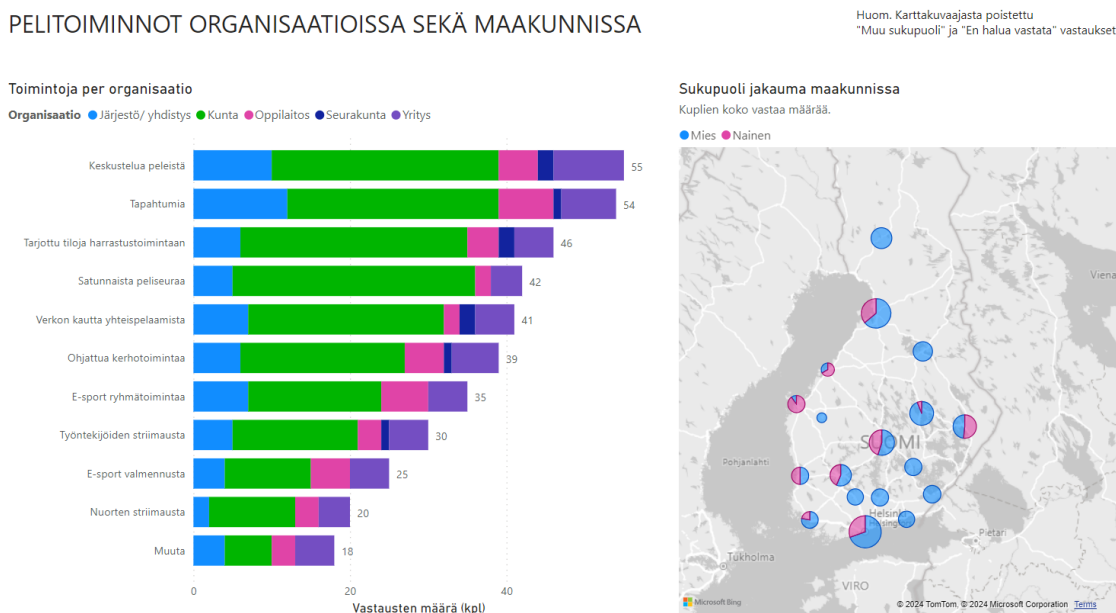 PELITOIMINNOT ORGANISAATIOISSA SEKÄ MAAKUNNISSA
Huom. Karttakuvaajasta poistettu
"Muu sukupuoli" ja "En halua vastata" vastaukset
Toimintoja per organisaatio
Organisaatio Järjestö/ yhdistys Kunta Oppilaitos Seurakunta Yritys
Keskustelua peleistä 55
Tapahtumia 54
Tarjottu tiloja harrastustoimintaan 46
Satunnaista peliseuraa 42
Verkon kautta yhteispelaamista 41
Ohjattua kerhotoimintaa 39
E-sport ryhmätoimintaa 35
Työntekijöiden striimausta 30
E-sport valmennusta 25
Nuorten striimausta 20
Muuta 18
0 20 40
Vastausten määrä (kpl)
Sukupuoli jakauma maakunnissa
Kuplien koko vastaa määrää.
Mies Nainen
Viena
SUOMI
Pohjanlahti
Helsinki
Helsing
Pietari
Tukholma
VIRO
Microsoft Bing
© 2024 TomTom, © 2024 Microsoft Corporation Terms